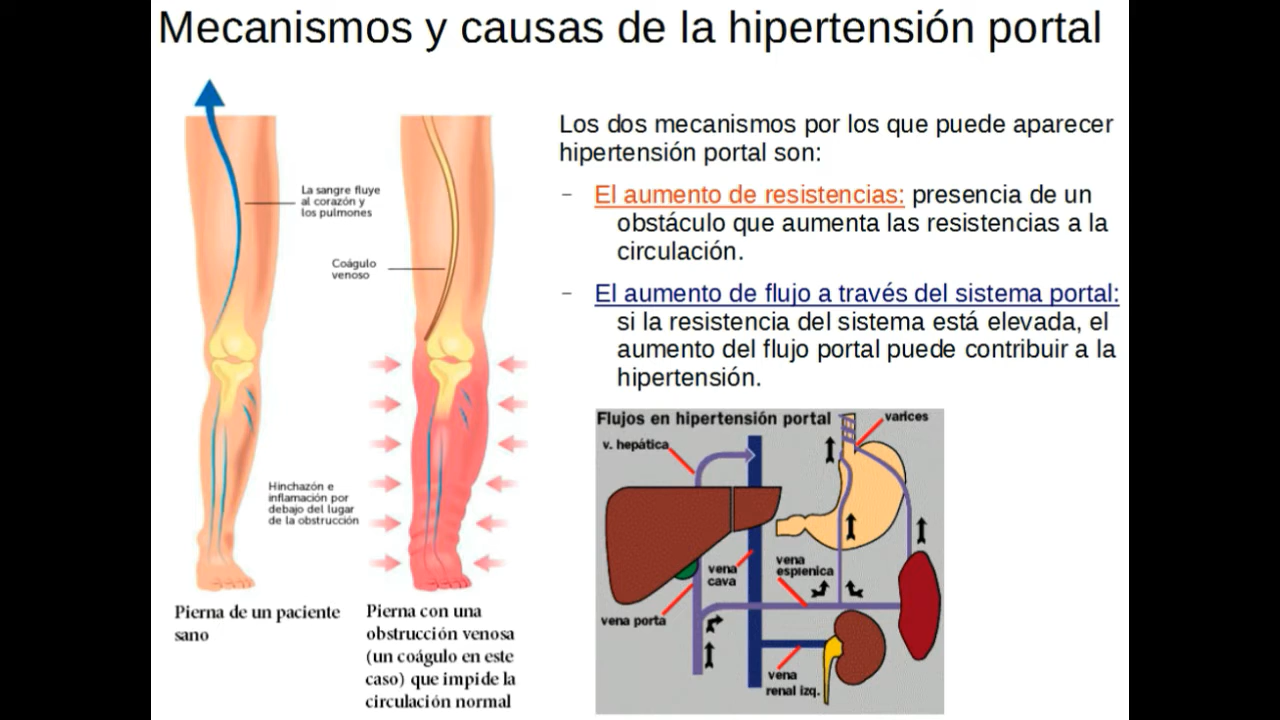 Mecanismos y causas de la hipertensión portal
La sangre fluye
al corazón y
los pulmones
Coágulo
venoso
Hinchazón e
inflamación por
debajo del lugar
de la obstrucción
Pierna de un paciente
sano
Pierna con una
obstrucción venosa
(un coágulo en este
caso) que impide la
circulación normal
Los dos mecanismos por los que puede aparecer
hipertensión portal son:
– El aumento de resistencias: presencia de un
obstáculo que aumenta las resistencias a la
circulación.
– El aumento de flujo a través del sistema portal:
si la resistencia del sistema está elevada, el
aumento del flujo portal puede contribuir a la
hipertensión.
Flujos en hipertensión portal
varices
v. hepática
vena
cava
vena
esplenica
vena porta
vena
renal izq.